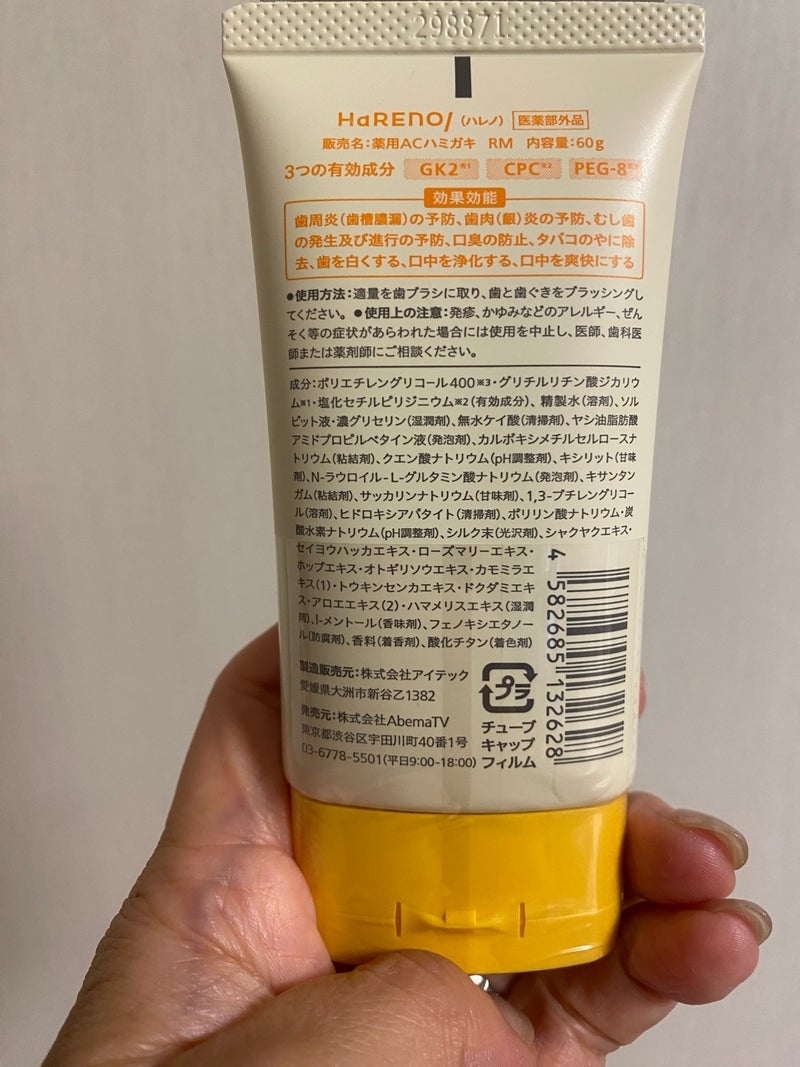 298871
HaRENO/ (ハレノ) 医薬部外品
販売名:薬用ACハミガキ RM 内容量:60g
3つの有効成分 GK2※1 CPC※2 PEG-8※3
効果効能
歯周炎(歯槽膿漏)の予防、歯肉(齦)炎の予防、むし歯
の発生及び進行の予防、口臭の防止、タバコのやに除
去、歯を白くする、口中を浄化する、口中を爽快にする
●使用方法:適量を歯ブラシに取り、歯と歯ぐきをブラッシングし
てください。●使用上の注意:発疹、かゆみなどのアレルギー、ぜん
そく等の症状があらわれた場合には使用を中止し、医師、歯科医
師または薬剤師にご相談ください。
成分:ポリエチレングリコール400※3・グリチルリチン酸ジカリウ
ム※1・塩化セチルピリジニウム※2(有効成分)、精製水(溶剤)、ソル
ビット液・濃グリセリン(湿潤剤)、無水ケイ酸(清掃剤)、ヤシ油脂肪酸
アミドプロピルベタイン液(発泡剤)、カルボキシメチルセルロースナ
トリウム(粘結剤)、クエン酸ナトリウム(pH調整剤)、キシリット(甘味
剤)、N-ラウロイル-L-グルタミン酸ナトリウム(発泡剤)、キサンタン
ガム(粘結剤)、サッカリンナトリウム(甘味剤)、1,3-ブチレングリコー
ル(溶剤)、ヒドロキシアパタイト(清掃剤)、ポリリン酸ナトリウム・炭
酸水素ナトリウム(pH調整剤)、シルク末(光沢剤)、シャクヤクエキス・
セイヨウハッカエキス・ローズマリーエキス・
ホップエキス・オトギリソウエキス・カモミラエ
キス(1)・トウキンセンカエキス・ドクダミエキ
ス・アロエエキス(2)・ハマメリスエキス(湿潤
剤)、l-メントール(香味剤)、フェノキシエタノー
ル(防腐剤)、香料(着香剤)、酸化チタン(着色剤)
製造販売元:株式会社アイテック
愛媛県大洲市新谷乙1382
発売元:株式会社AbemaTV
東京都渋谷区宇田川町40番1号
03-6778-5501(平日9:00-18:00)
プラ
チューブ
キャップ
フィルム
4 582685 132628